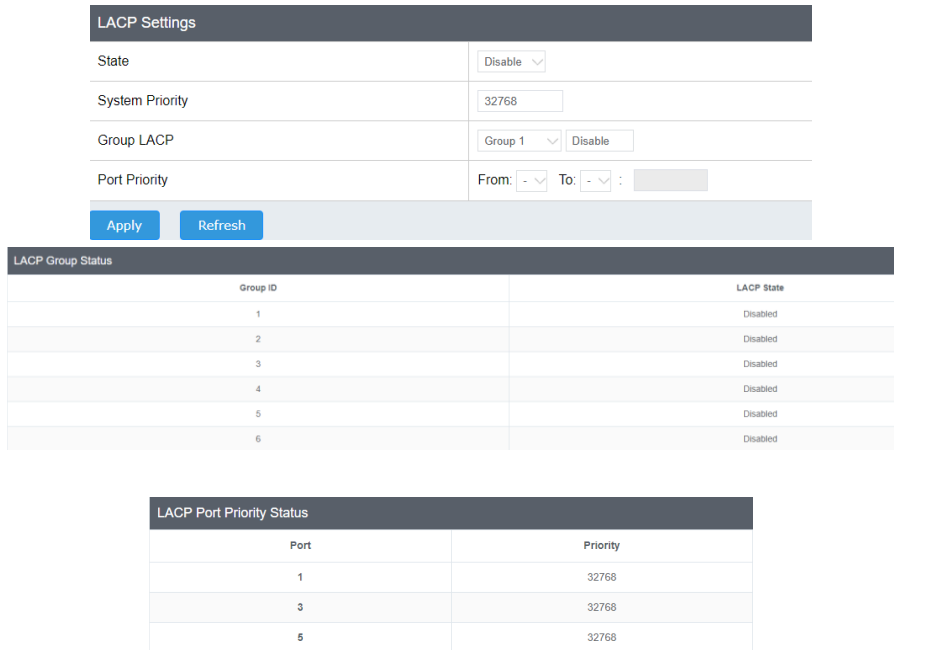 LACP Settings
State Disable
System Priority 32768
Group LACP Group 1 Disable
Port Priority From: - To: - :
Apply Refresh
LACP Group Status
Group ID LACP State
1 Disabled
2 Disabled
3 Disabled
4 Disabled
5 Disabled
6 Disabled
LACP Port Priority Status
Port Priority
1 32768
3 32768
5 32768